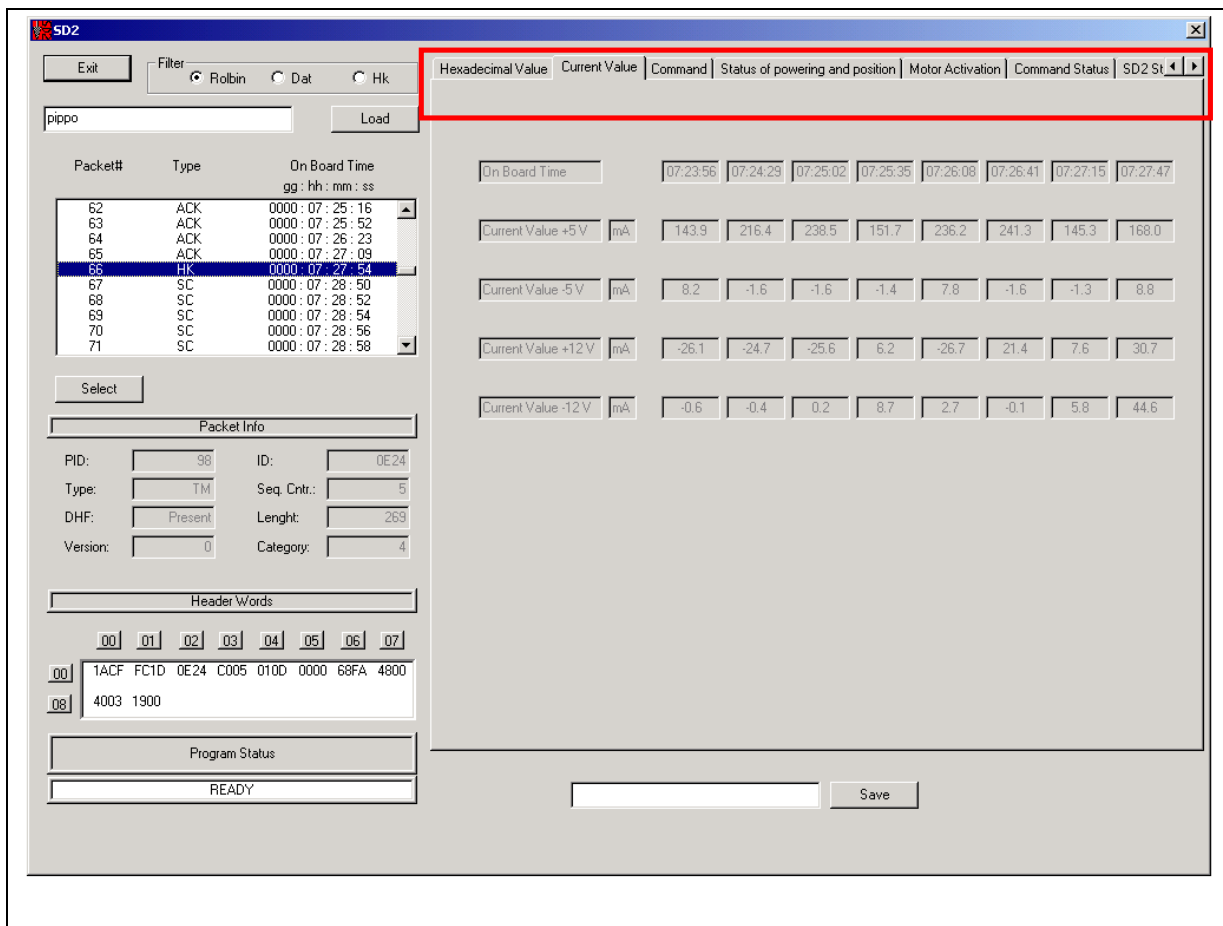 SD2
Exit
Filter
Rolbin Dat Hk
pippo
Load
Packet# Type On Board Time
gg : hh : mm : ss
62 ACK 0000 : 07 : 25 : 16
63 ACK 0000 : 07 : 25 : 52
64 ACK 0000 : 07 : 26 : 23
65 ACK 0000 : 07 : 27 : 09
66 HK 0000 : 07 : 27 : 54
67 SC 0000 : 07 : 28 : 50
68 SC 0000 : 07 : 28 : 52
69 SC 0000 : 07 : 28 : 54
70 SC 0000 : 07 : 28 : 56
71 SC 0000 : 07 : 28 : 58
Select
Packet Info
PID: 98 ID: 0E24
Type: TM Seq. Cntr.: 5
DHF: Present Lenght: 269
Version: 0 Category: 4
Header Words
00 01 02 03 04 05 06 07
00 1ACF FC1D 0E24 C005 010D 0000 68FA 4800
08 4003 1900
Program Status
READY
Hexadecimal Value Current Value Command Status of powering and position Motor Activation Command Status SD2 St
On Board Time 07:23:56 07:24:29 07:25:02 07:25:35 07:26:08 07:26:41 07:27:15 07:27:47
Current Value +5 V mA 143.9 216.4 238.5 151.7 236.2 241.3 145.3 168.0
Current Value -5 V mA 8.2 -1.6 -1.6 -1.4 7.8 -1.6 -1.3 8.8
Current Value +12 V mA -26.1 -24.7 -25.6 6.2 -26.7 21.4 7.6 30.7
Current Value -12 V mA -0.6 -0.4 0.2 8.7 2.7 -0.1 5.8 44.6
Save